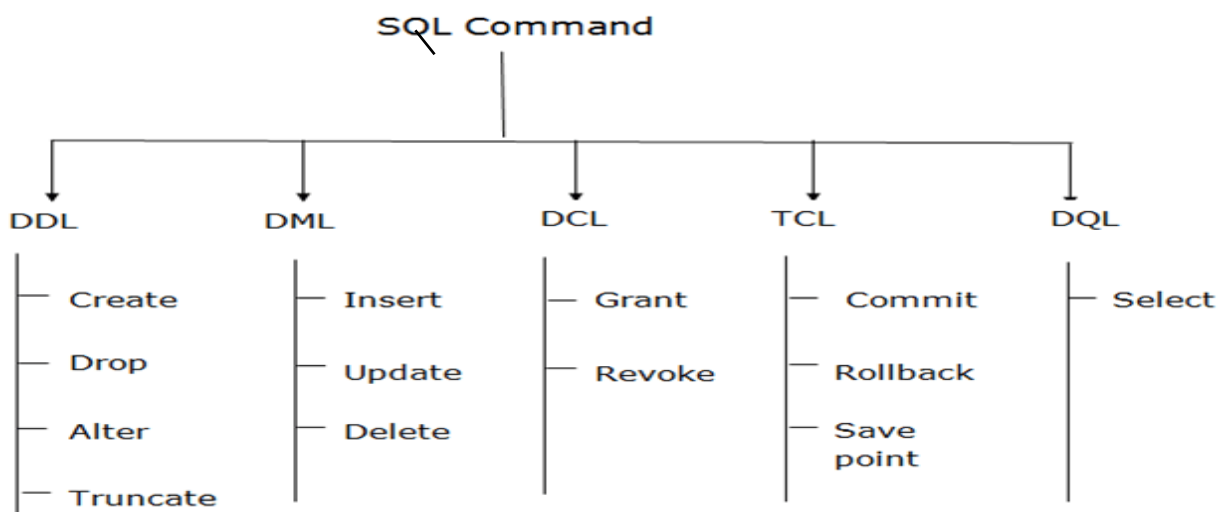 SQL Command
DDL
DML
DCL
TCL
DQL
Create
Drop
Alter
Truncate
Insert
Update
Delete
Grant
Revoke
Commit
Rollback
Save
point
Select